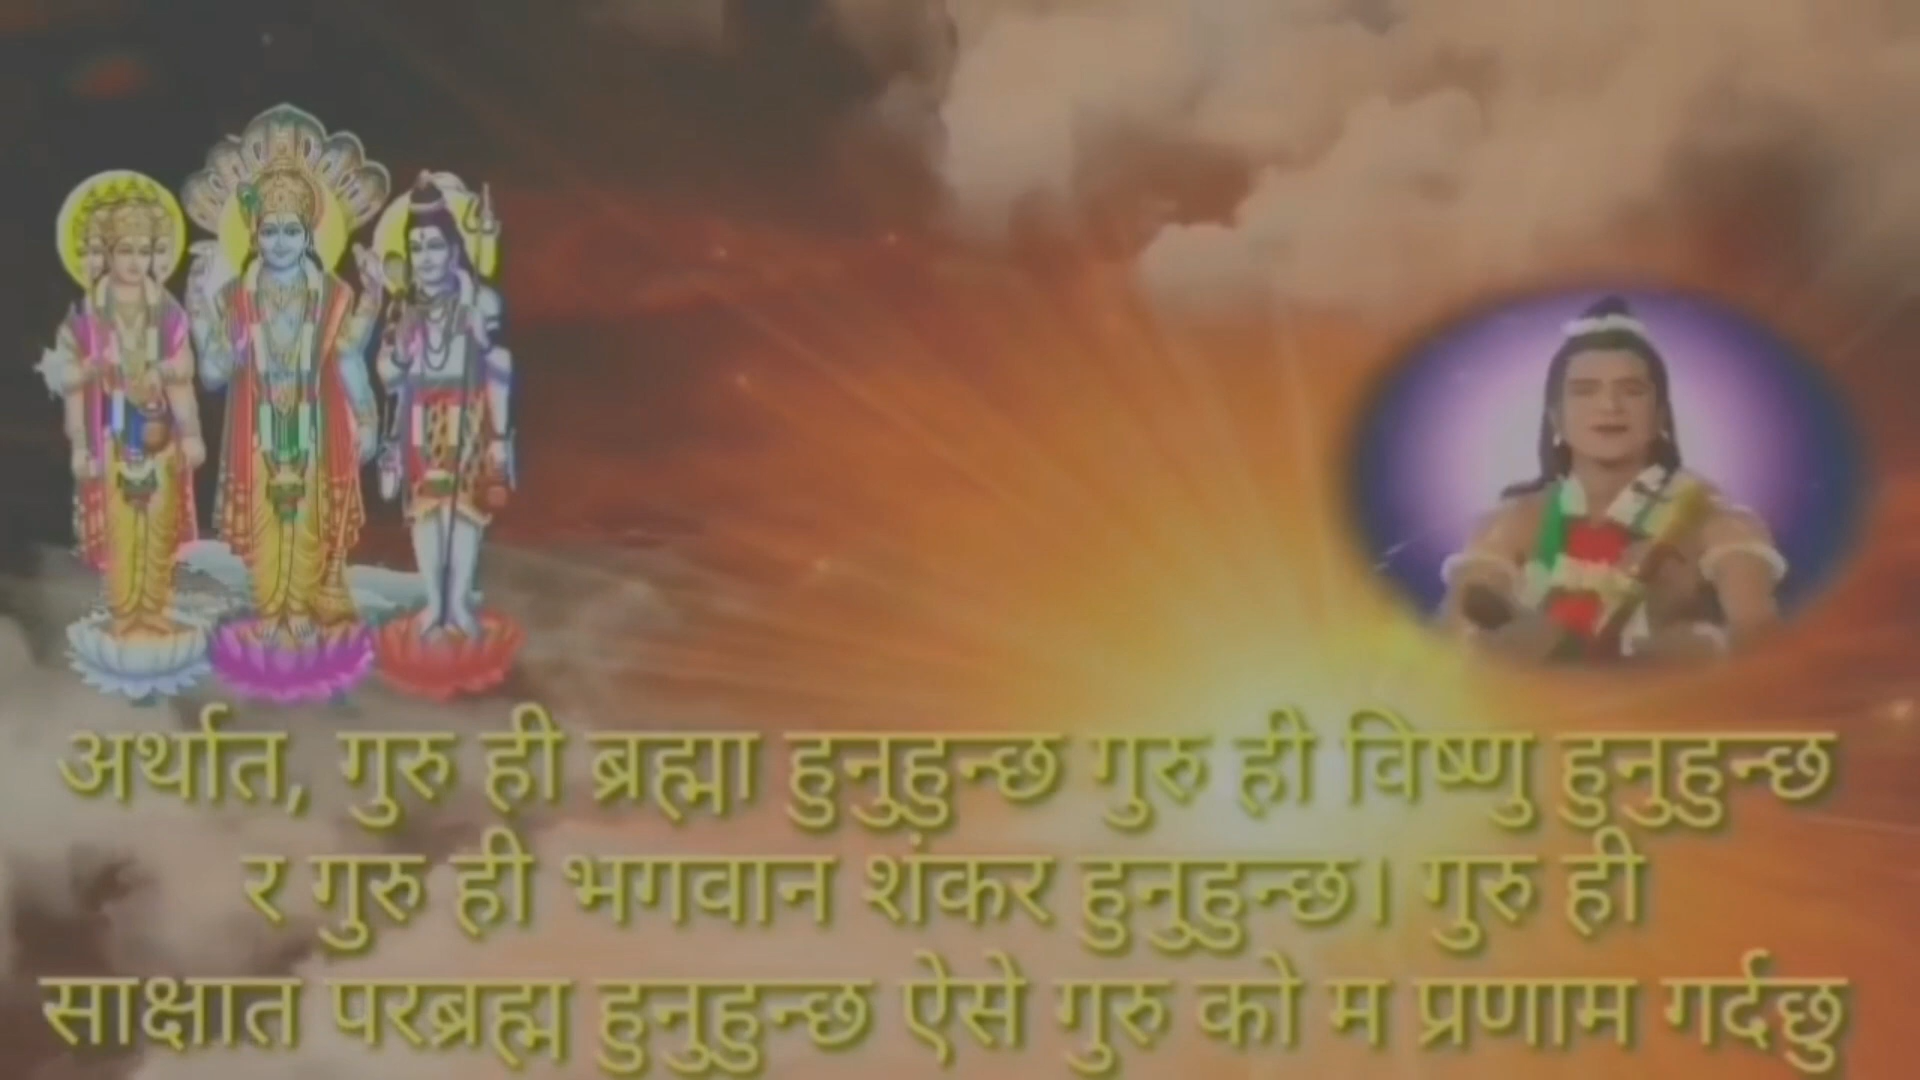 अर्थात, गुरु ही ब्रह्मा हुनुहुन्छ गुरु ही विष्णु हुनुहुन्छ
र गुरु ही भगवान शंकर हुनुहुन्छ। गुरु ही
साक्षात परब्रह्म हुनुहुन्छ ऐसे गुरु को म प्रणाम गर्दछु